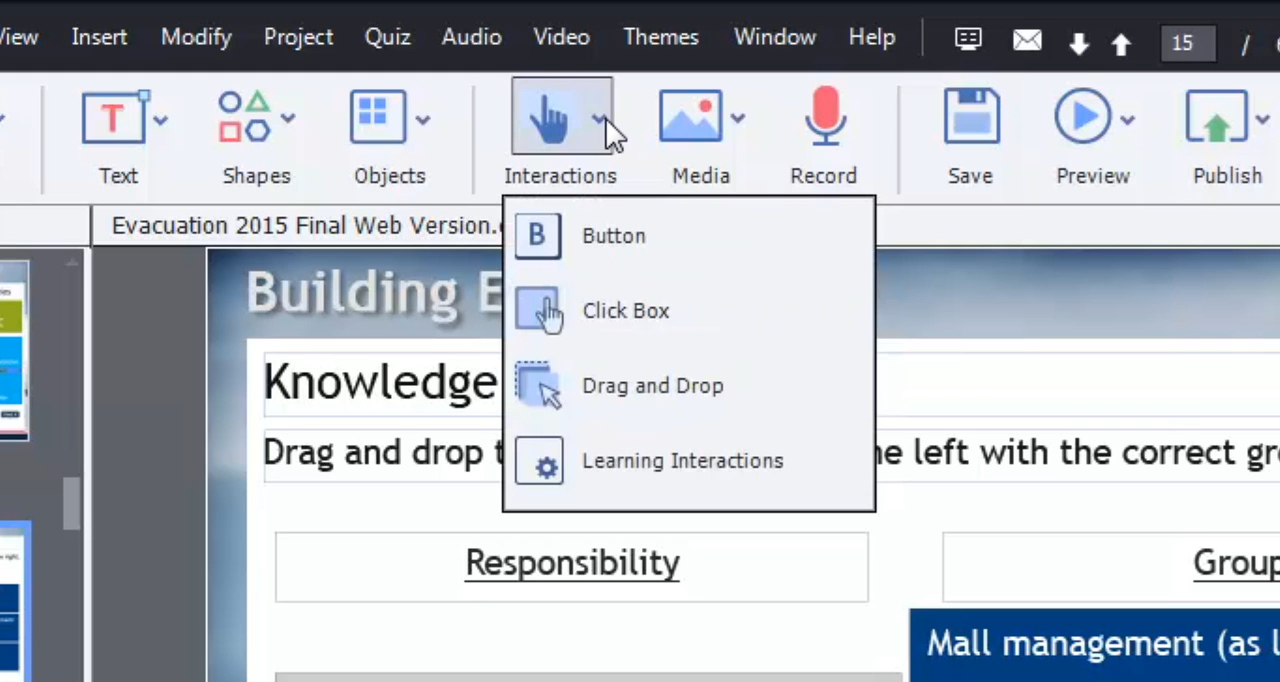 View Insert Modify Project Quiz Audio Video Themes Window Help 15 /
T
Text Shapes Objects Interactions Media Record Save Preview Publish
Evacuation 2015 Final Web Version.
B Button
Click Box
Drag and Drop
Learning Interactions
Building E
Knowledge
Drag and drop t
left with the correct
Responsibility
Group
Mall management (as